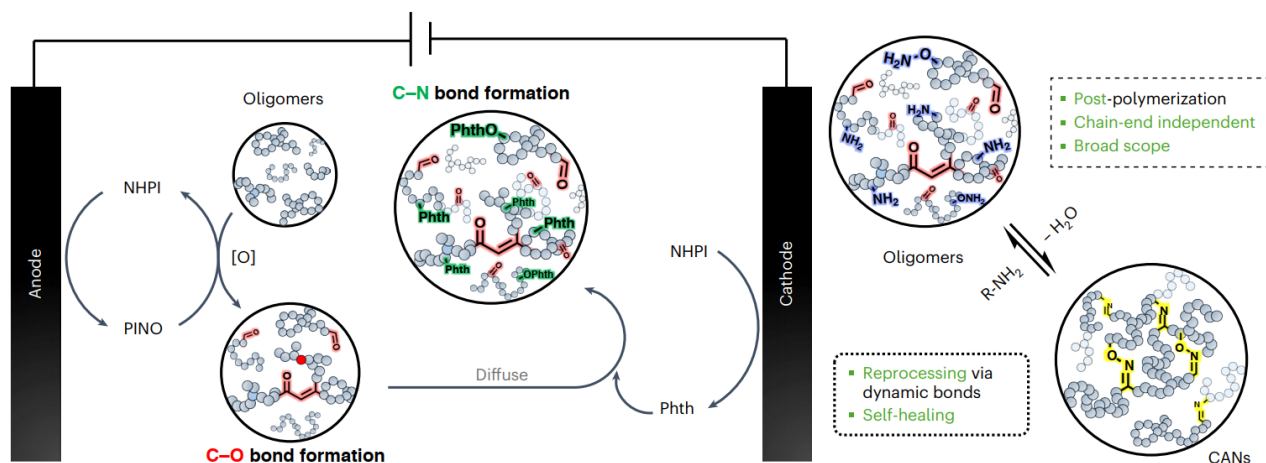 Anode
NHPI
PINO
[O]
Oligomers
O
O
O
C–O bond formation
Diffuse
C–N bond formation
PhthO
O
O
O
O
Phth
Phth
Phth
O
Phth
O
O
OPhth
NHPI
Phth
Cathode
H2N
O
O
O
O
O
H2N
NH2
NH2
O
O
NH2
O
ONH2
Oligomers
Post-polymerization
Chain-end independent
Broad scope
– H2O
R-NH2
Reprocessing via
dynamic bonds
Self-healing
N
N
O
O
N
N
N
CANs